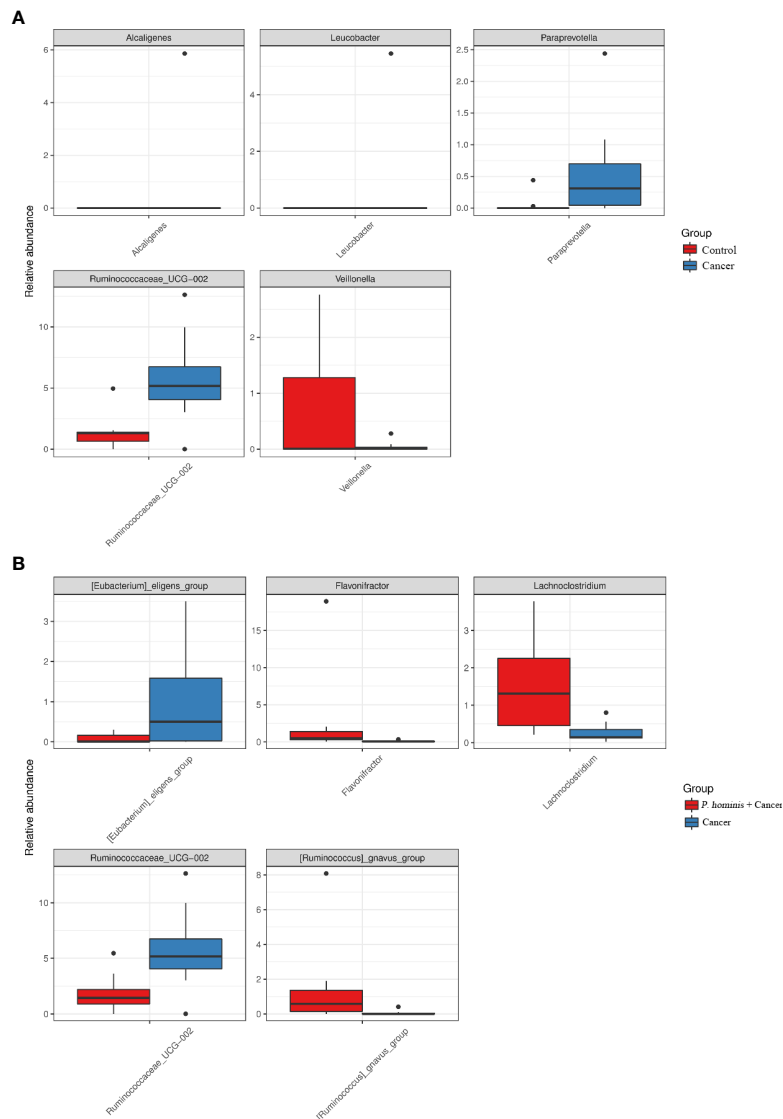 A
Alcaligenes
Leucobacter
Paraprevotella
6
4
2
0
4
2
0
2.5
2.0
1.5
1.0
0.5
0.0
Alcaligenes
Leucobacter
Paraprevotella
Relative abundance
Group
Control
Cancer
Ruminococcaceae_UCG-002
Veillonella
10
5
0
2
1
0
Ruminococcaceae_UCG-002
Veillonella
B
[Eubacterium]_eligens_group
Flavonifractor
Lachnoclostridium
3
2
1
0
15
10
5
0
3
2
1
0
[Eubacterium]_eligens_group
Flavonifractor
Lachnoclostridium
Relative abundance
Group
P. hominis + Cancer
Cancer
Ruminococcaceae_UCG-002
[Ruminococcus]_gnavus_group
10
5
0
8
6
4
2
0
Ruminococcaceae_UCG-002
[Ruminococcus]_gnavus_group